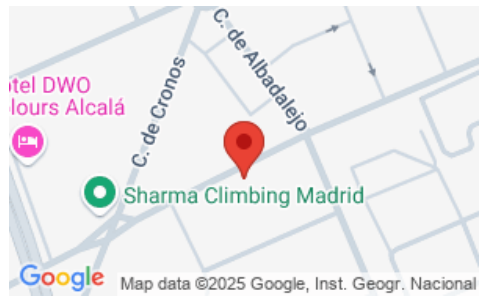 C. de Albadalejo
C. de Cronos
otel DWO
lours Alcalá
Sharma Climbing Madrid
Google
Map data ©2025 Google, Inst. Geogr. Nacional